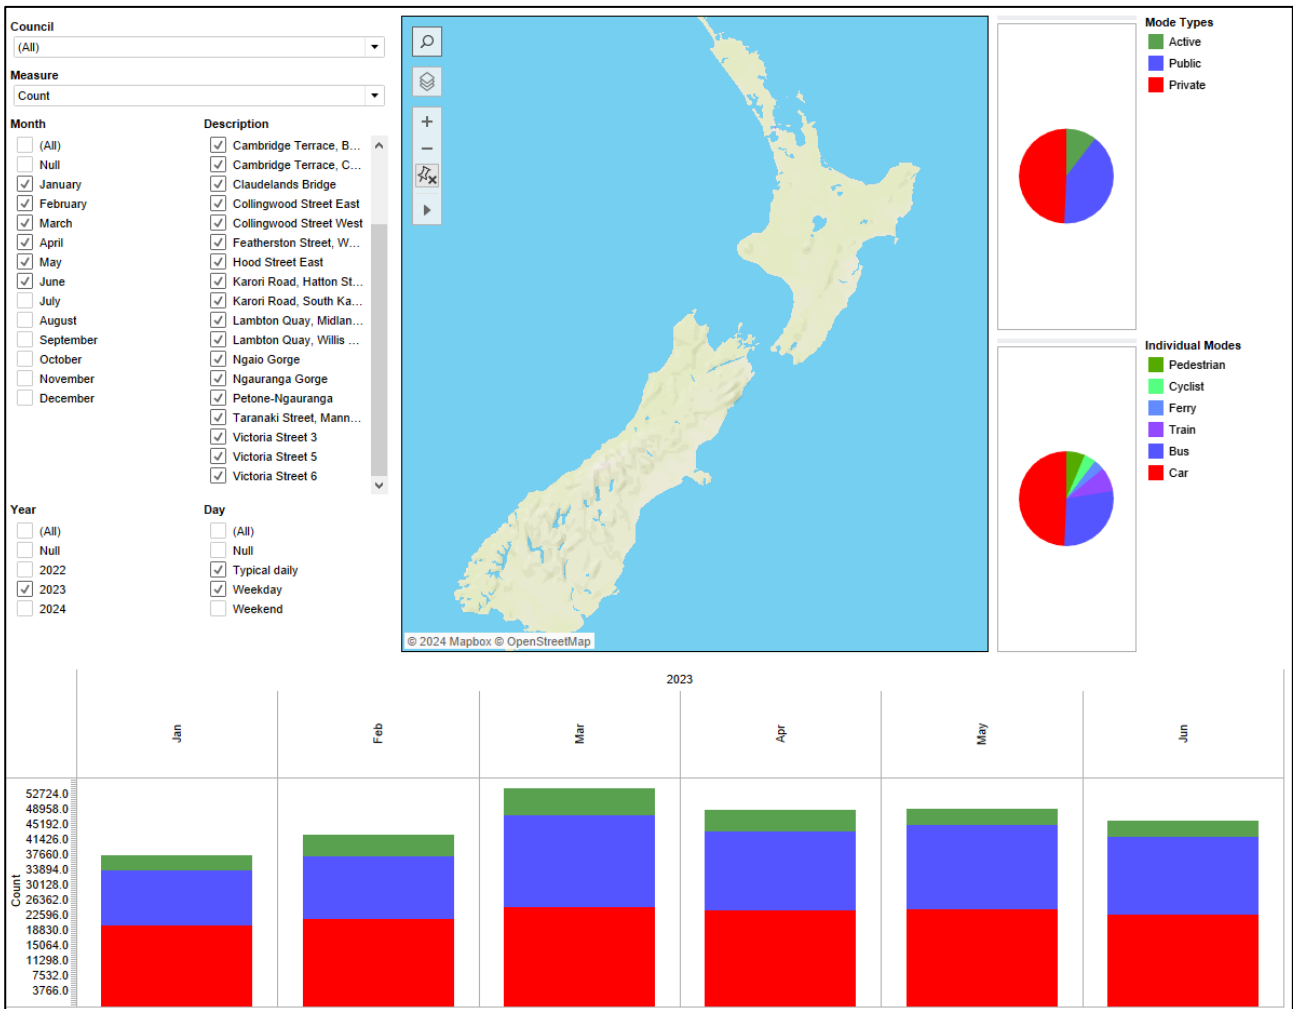 Council
(All)
Measure
Count
Month
(All)
Null
January
February
March
April
May
June
July
August
September
October
November
December
Description
Cambridge Terrace, B...
Cambridge Terrace, C...
Claudelands Bridge
Collingwood Street East
Collingwood Street West
Featherston Street, W...
Hood Street East
Karori Road, Hatton St...
Karori Road, South Ka...
Lambton Quay, Midlan...
Lambton Quay, Willis ...
Ngaio Gorge
Ngauranga Gorge
Petone-Ngauranga
Taranaki Street, Mann...
Victoria Street 3
Victoria Street 5
Victoria Street 6
Year
(All)
Null
2022
2023
2024
Day
(All)
Null
Typical daily
Weekday
Weekend
© 2024 Mapbox © OpenStreetMap
Mode Types
Active
Public
Private
Individual Modes
Pedestrian
Cyclist
Ferry
Train
Bus
Car
2023
Jan
Feb
Mar
Apr
May
Jun
Count
52724.0
48958.0
45192.0
41426.0
37660.0
33894.0
30128.0
26362.0
22596.0
18830.0
15064.0
11298.0
7532.0
3766.0